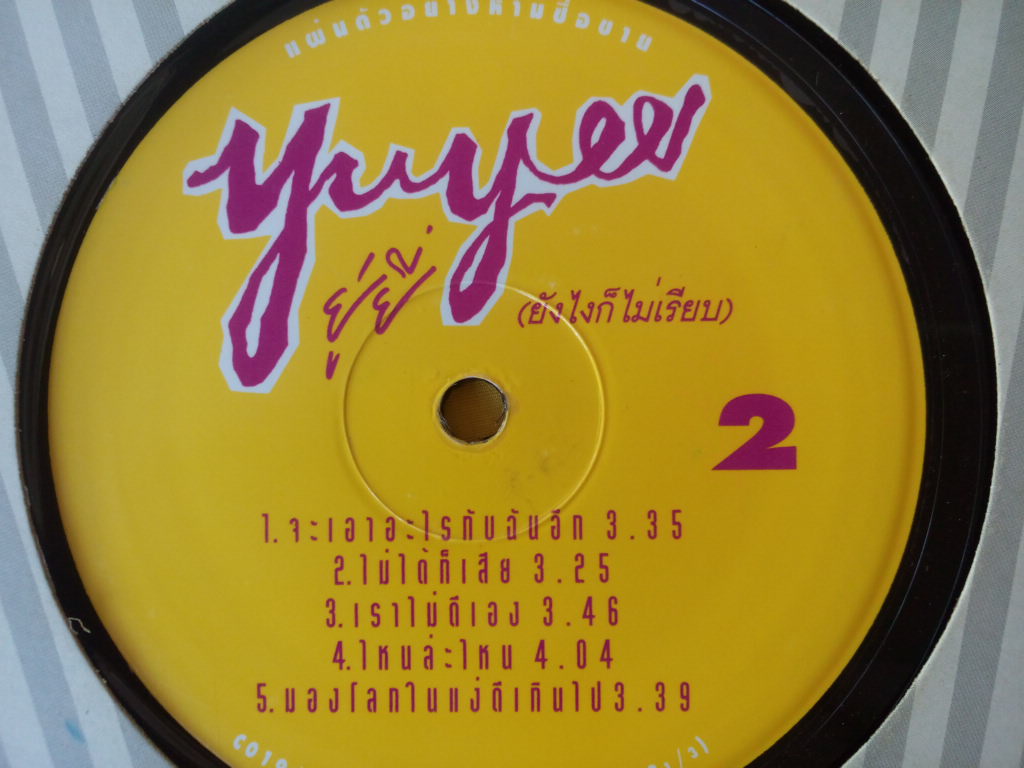 แผ่นตัวอย่างห้ามซื้อขาย
yuyee
ยู่ยี่
(ยังไงก็ไม่เรียบ)
2
1.จะเอาอะไรกับฉันอีก 3.35
2.ไม่ได้ก็เสีย 3.25
3.เราไม่ดีเอง 3.46
4.ไหนล่ะไหน 4.04
5.มองโลกในแง่ดีเกินไป3.39